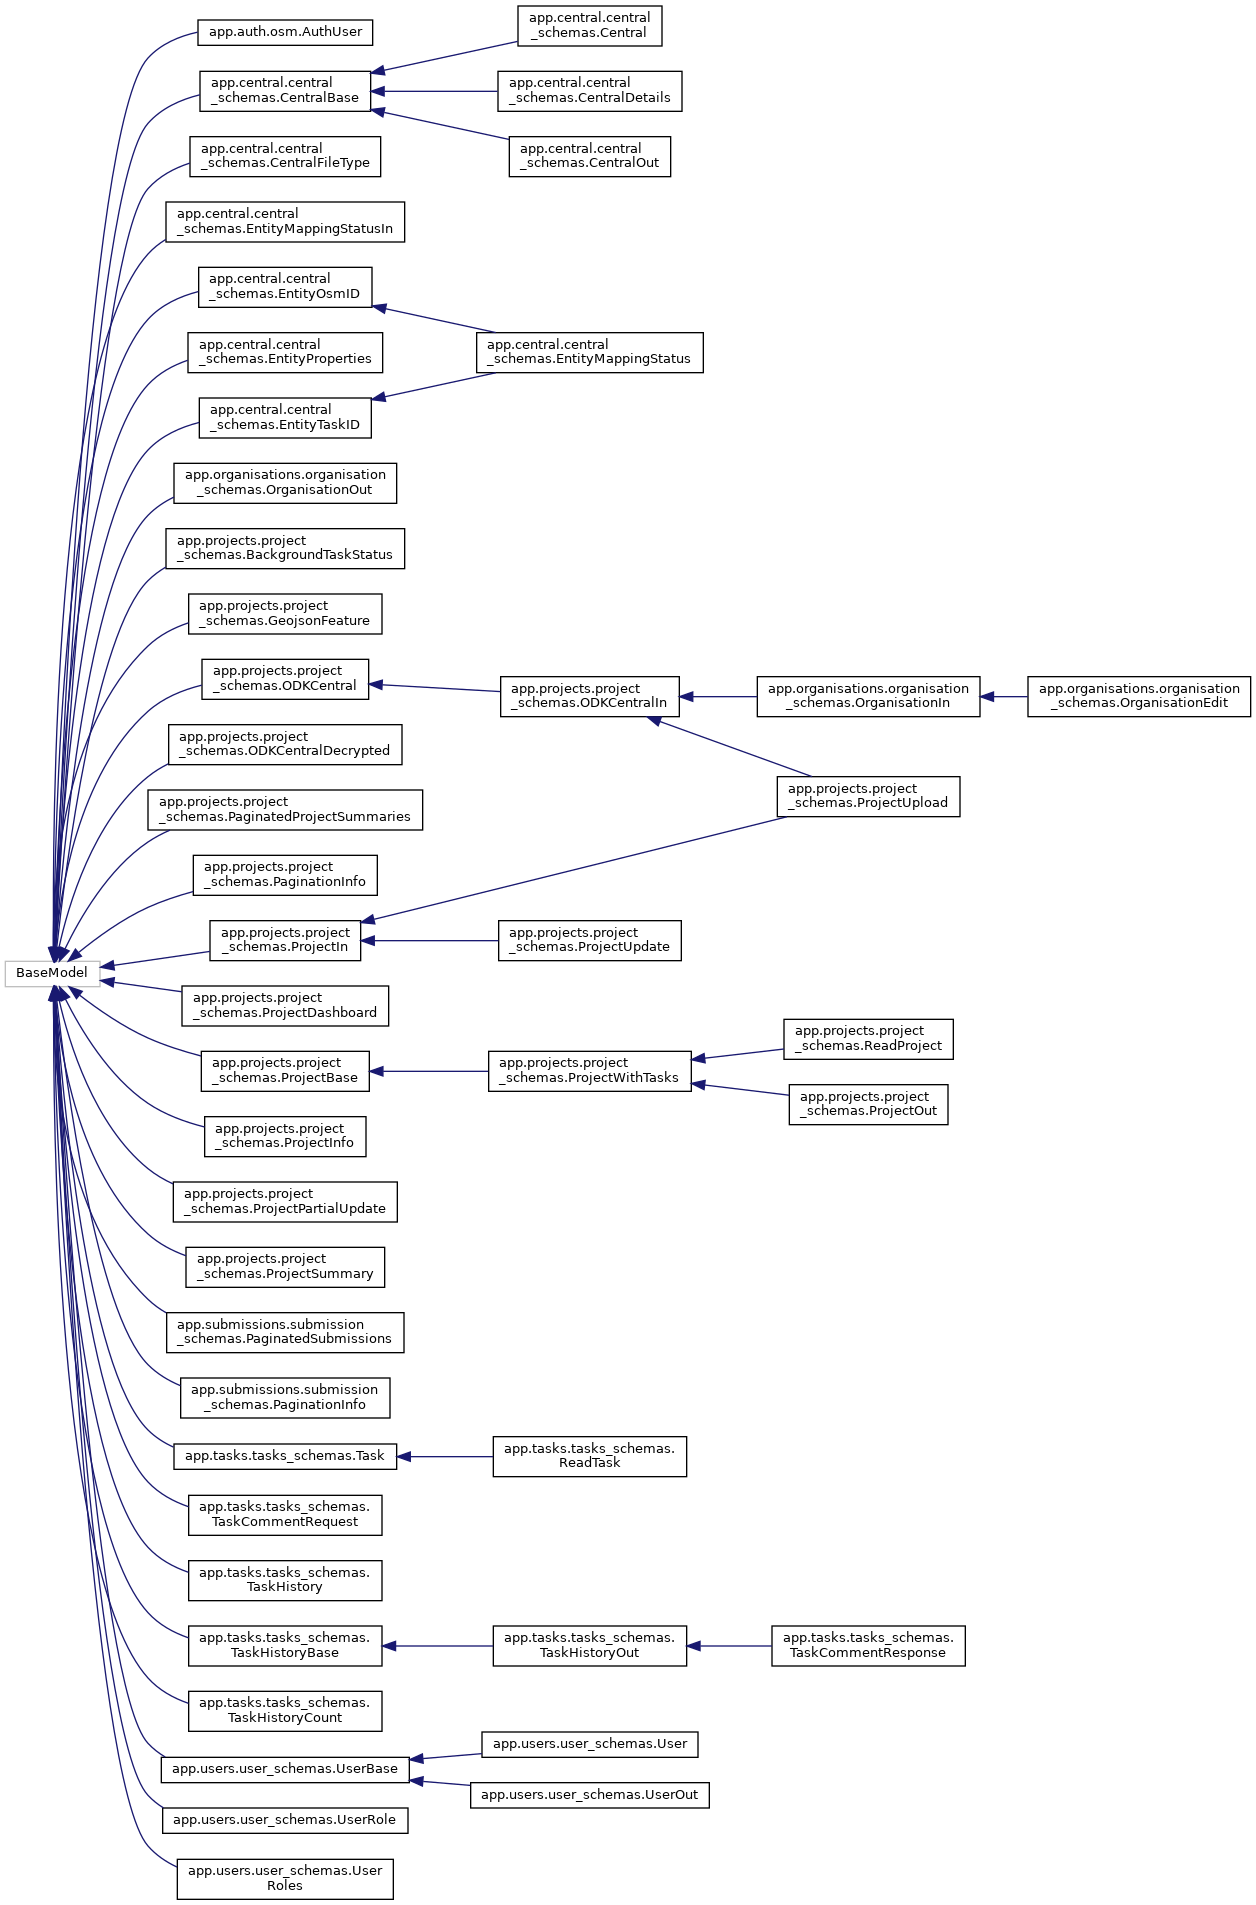 app.auth.osm.AuthUser
app.central.central
_schemas.Central
app.central.central
_schemas.CentralBase
app.central.central
_schemas.CentralDetails
app.central.central
_schemas.CentralOut
app.central.central
_schemas.CentralFileType
app.central.central
_schemas.EntityMappingStatusIn
app.central.central
_schemas.EntityOsmID
app.central.central
_schemas.EntityProperties
app.central.central
_schemas.EntityMappingStatus
app.central.central
_schemas.EntityTaskID
app.organisations.organisation
_schemas.OrganisationOut
app.projects.project
_schemas.BackgroundTaskStatus
app.projects.project
_schemas.GeojsonFeature
app.projects.project
_schemas.ODKCentral
app.projects.project
_schemas.ODKCentralIn
app.organisations.organisation
_schemas.OrganisationIn
app.organisations.organisation
_schemas.OrganisationEdit
app.projects.project
_schemas.ODKCentralDecrypted
app.projects.project
_schemas.ProjectUpload
app.projects.project
_schemas.PaginatedProjectSummaries
app.projects.project
_schemas.PaginationInfo
app.projects.project
_schemas.ProjectIn
app.projects.project
_schemas.ProjectUpdate
BaseModel
app.projects.project
_schemas.ProjectDashboard
app.projects.project
_schemas.ProjectBase
app.projects.project
_schemas.ProjectWithTasks
app.projects.project
_schemas.ReadProject
app.projects.project
_schemas.ProjectOut
app.projects.project
_schemas.ProjectInfo
app.projects.project
_schemas.ProjectPartialUpdate
app.projects.project
_schemas.ProjectSummary
app.submissions.submission
_schemas.PaginatedSubmissions
app.submissions.submission
_schemas.PaginationInfo
app.tasks.tasks_schemas.Task
app.tasks.tasks_schemas.
ReadTask
app.tasks.tasks_schemas.
TaskCommentRequest
app.tasks.tasks_schemas.
TaskHistory
app.tasks.tasks_schemas.
TaskHistoryBase
app.tasks.tasks_schemas.
TaskHistoryOut
app.tasks.tasks_schemas.
TaskCommentResponse
app.tasks.tasks_schemas.
TaskHistoryCount
app.users.user_schemas.UserBase
app.users.user_schemas.User
app.users.user_schemas.UserOut
app.users.user_schemas.UserRole
app.users.user_schemas.User
Roles